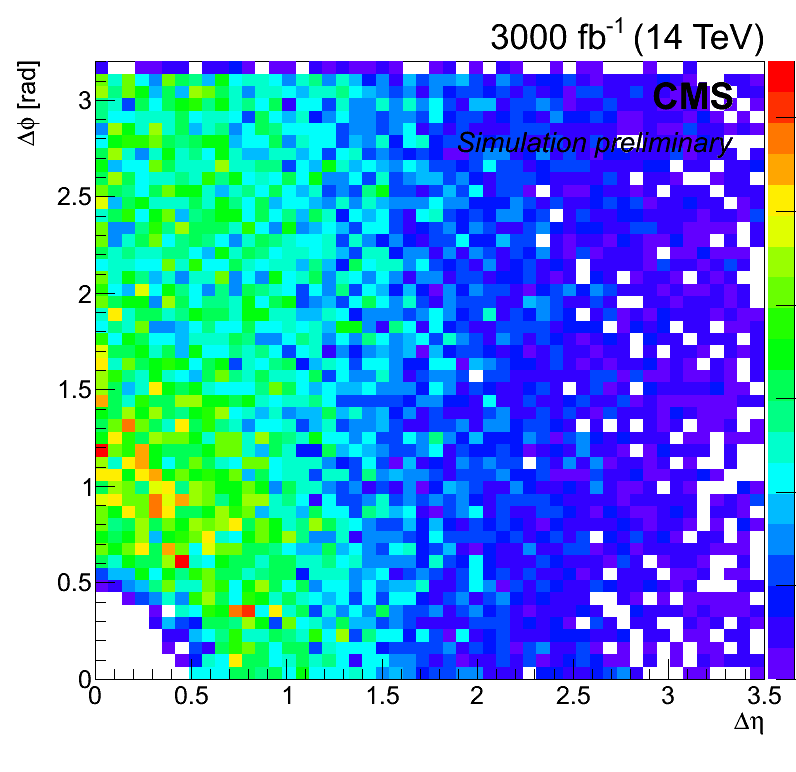 3000 fb-1 (14 TeV)
CMS
Simulation preliminary
Δφ [rad]
3
2.5
2
1.5
1
0.5
0
0 0.5 1 1.5 2 2.5 3 3.5
Δη